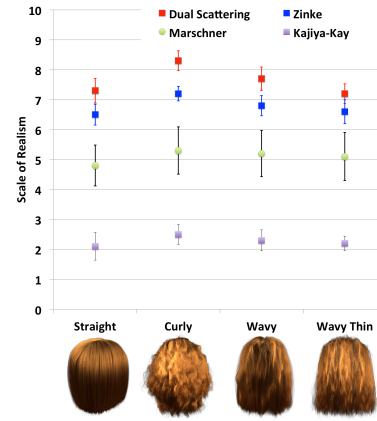 10
Dual Scattering
Zinke
9
Marschner
Kajiya-Kay
8
7
6
5
4
3
2
1
0
Scale of Realism
Straight
Curly
Wavy
Wavy Thin